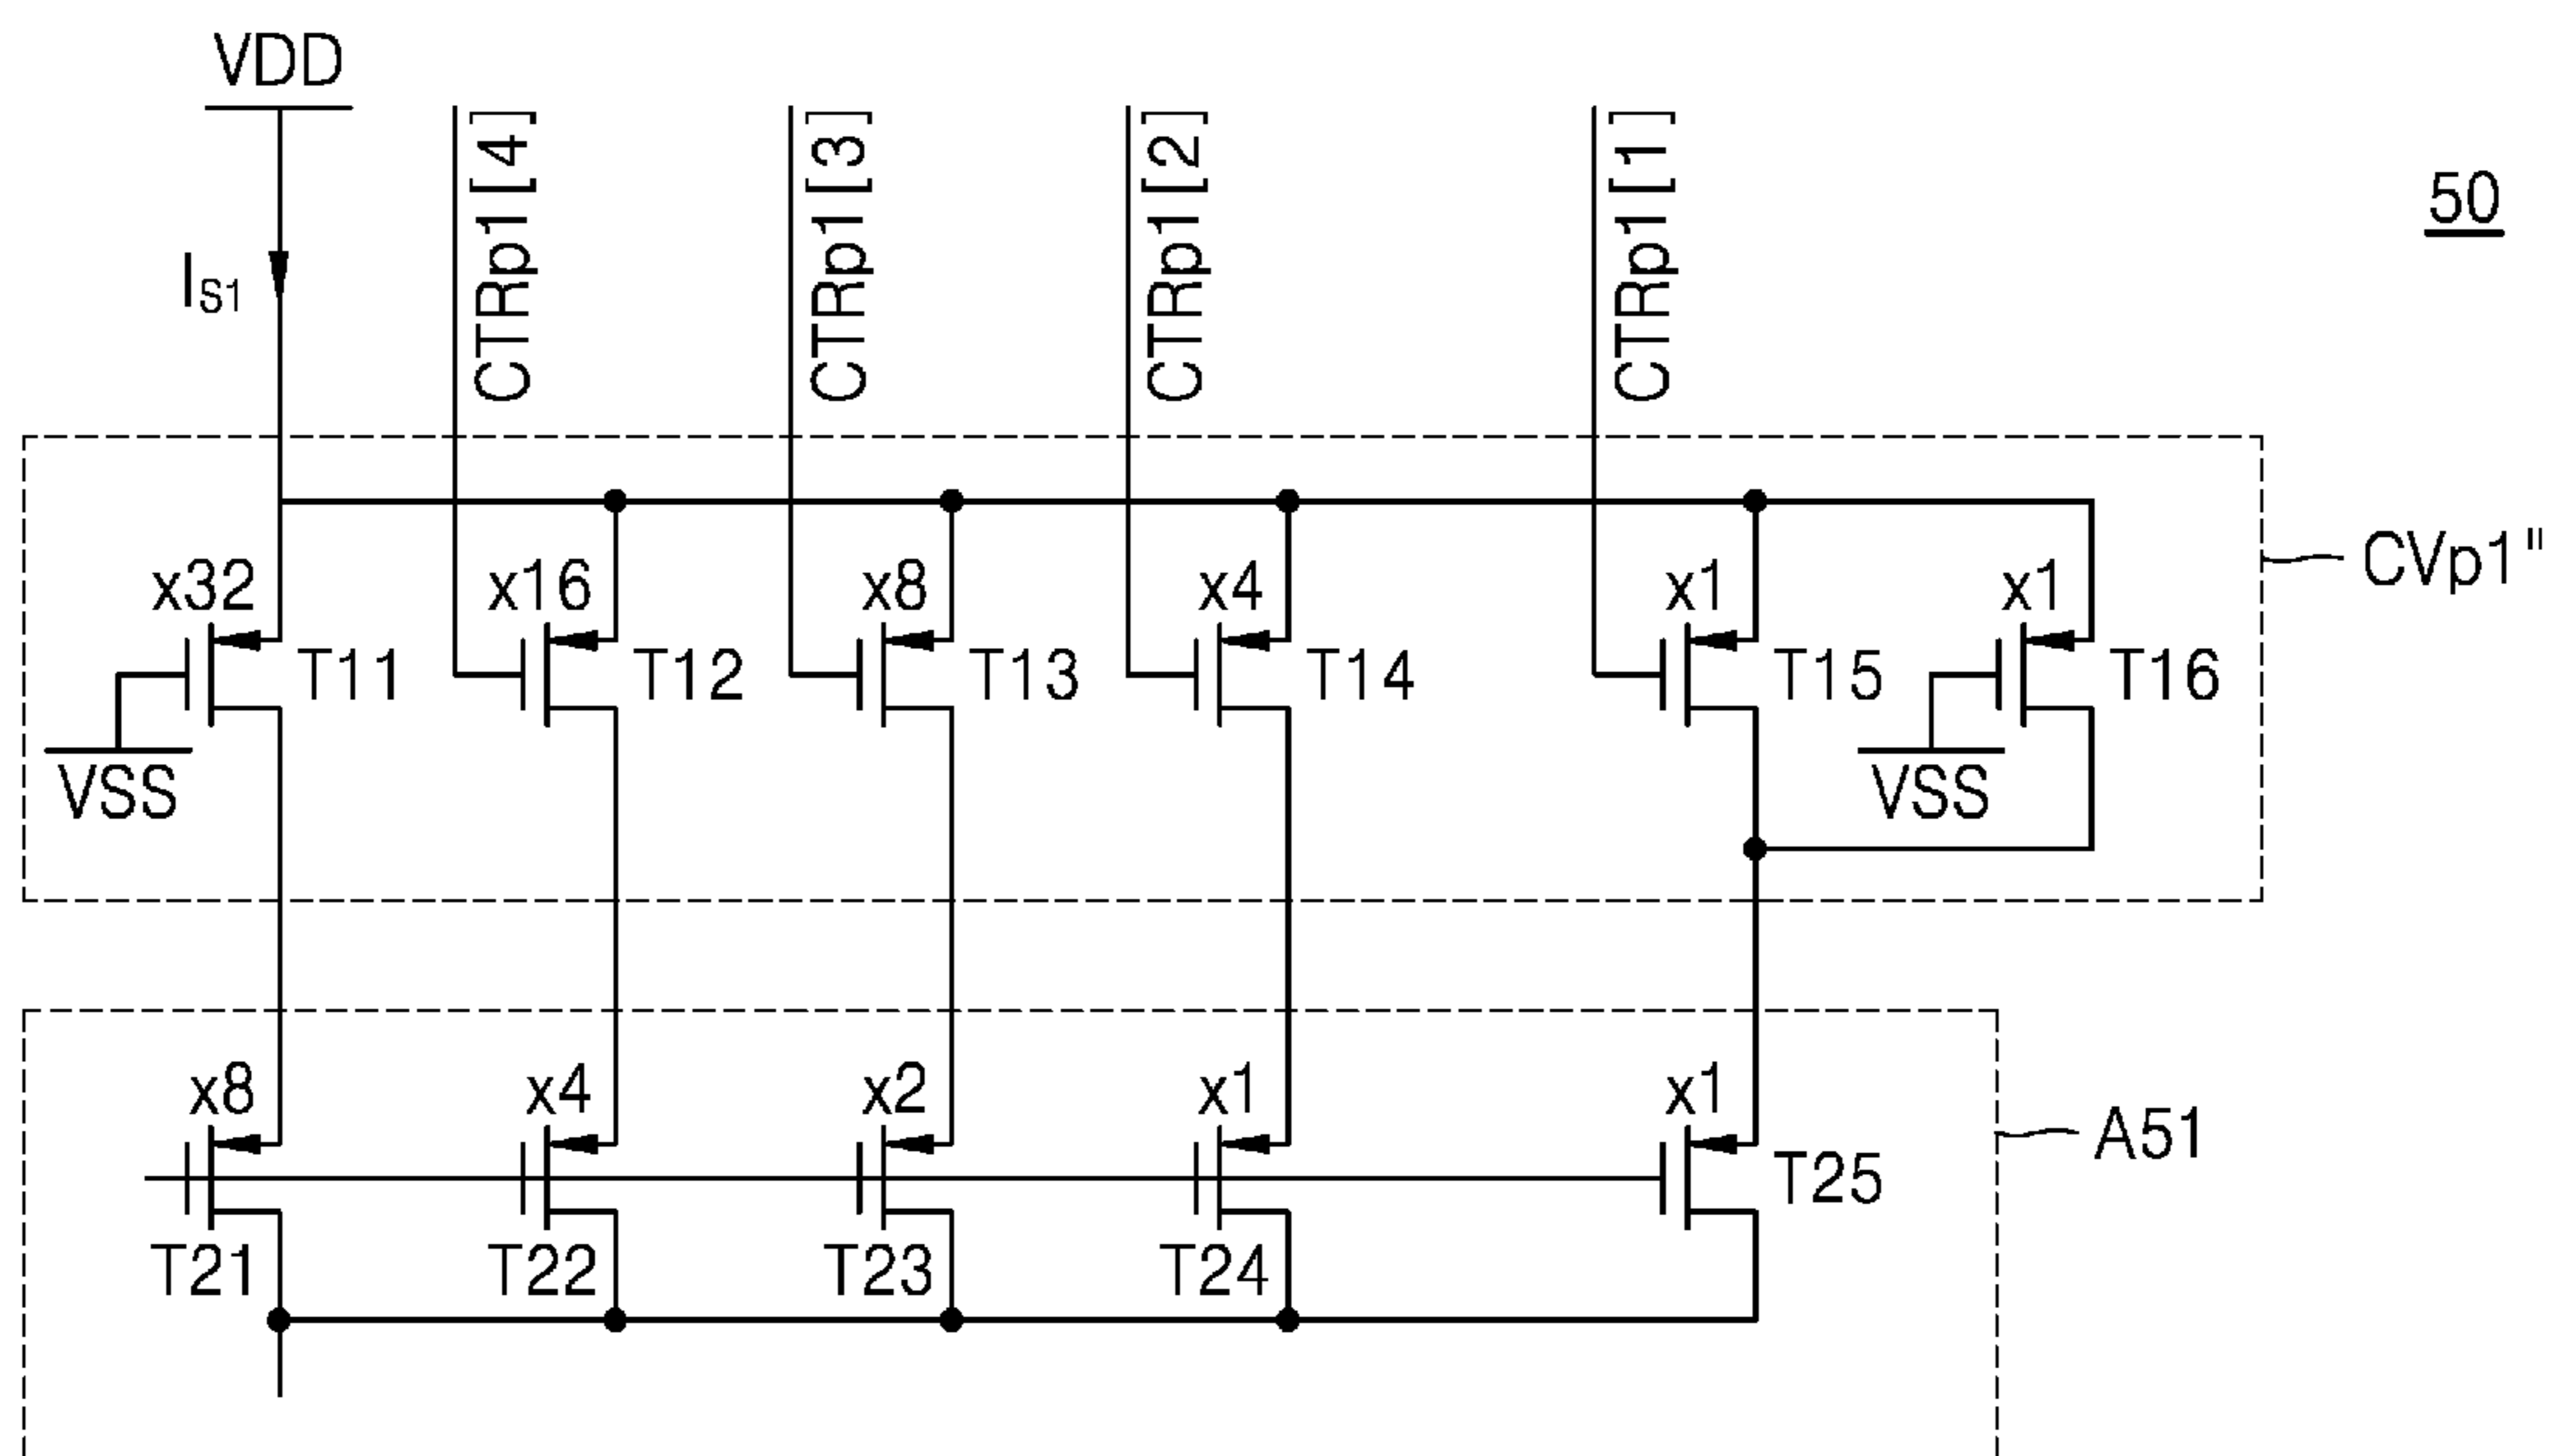 VDD
CTRp1[4]
CTRp1[3]
CTRp1[2]
CTRp1[1]
50
IS1
CVp1"
x32
x16
x8
x4
x1
x1
T11
T12
T13
T14
T15
T16
VSS
VSS
x8
x4
x2
x1
x1
A51
T25
T21
T22
T23
T24